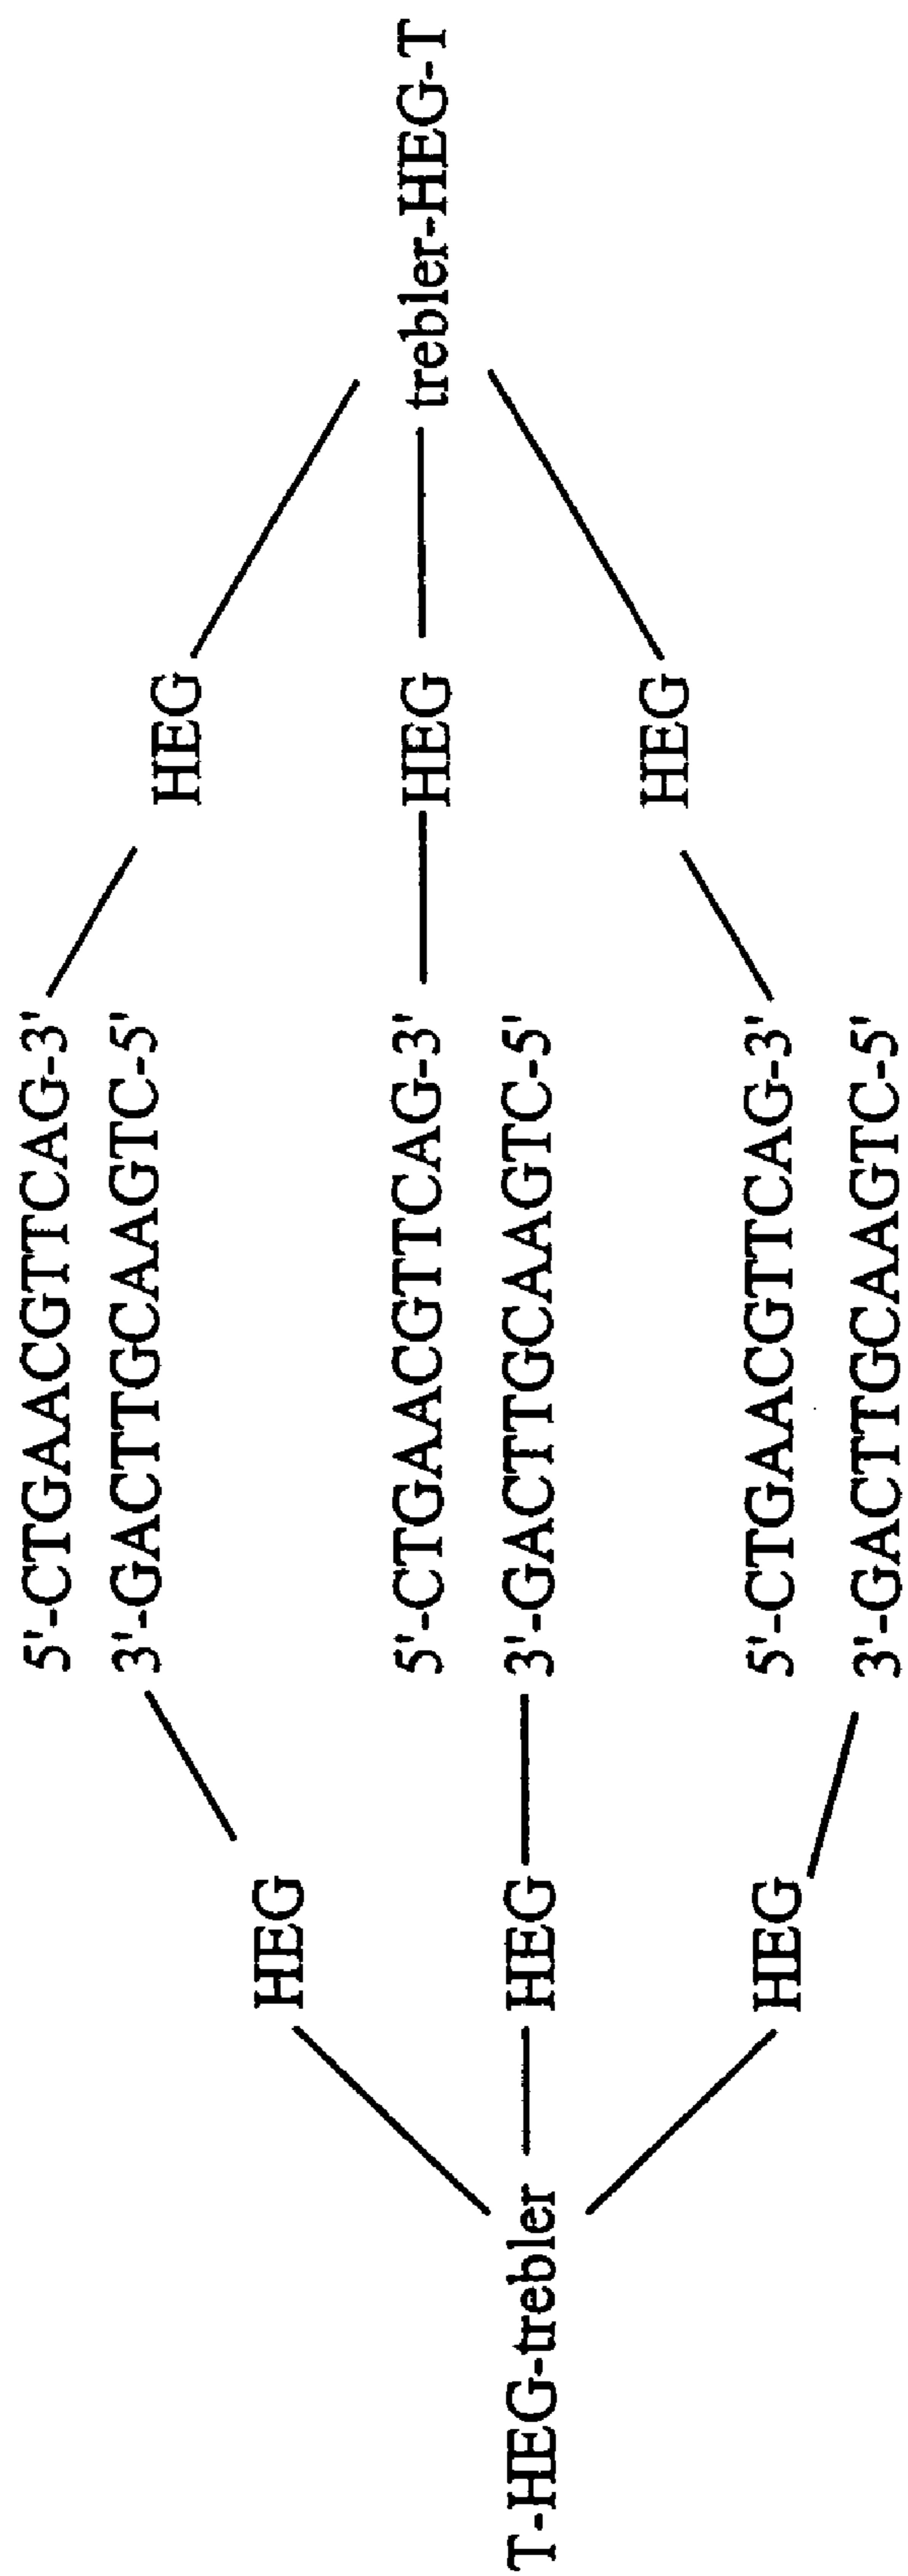 5'-CTGAACGTTCAG-3'
3'-GACTTGCAAGTC-5'
HEG
HEG
5'-CTGAACGTTCAG-3'
HEG
trebler-HEG-T
T-HEG-trebler
HEG
3'-GACTTGCAAGTC-5'
HEG
5'-CTGAACGTTCAG-3'
HEG
3'-GACTTGCAAGTC-5'